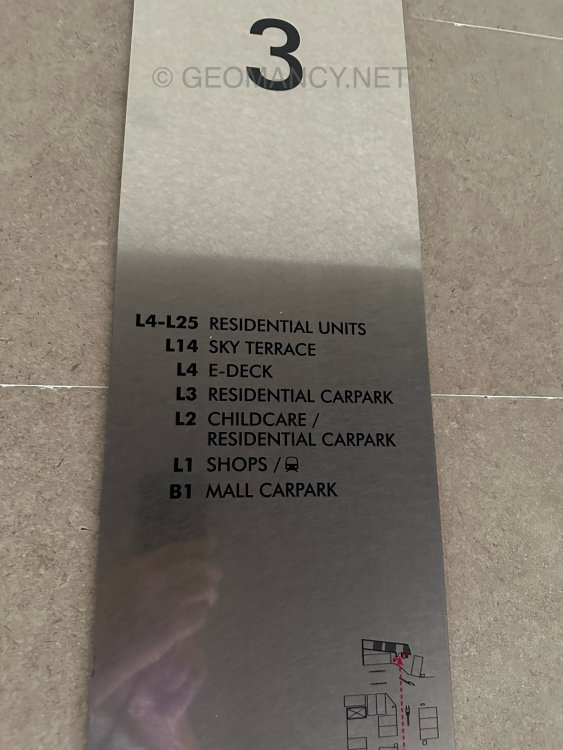 3
© GEOMANCY.NET
L4-L25 RESIDENTIAL UNITS
L14 SKY TERRACE
L4 E-DECK
L3 RESIDENTIAL CARPARK
L2 CHILDCARE /
RESIDENTIAL CARPARK
L1 SHOPS /
B1 MALL CARPARK